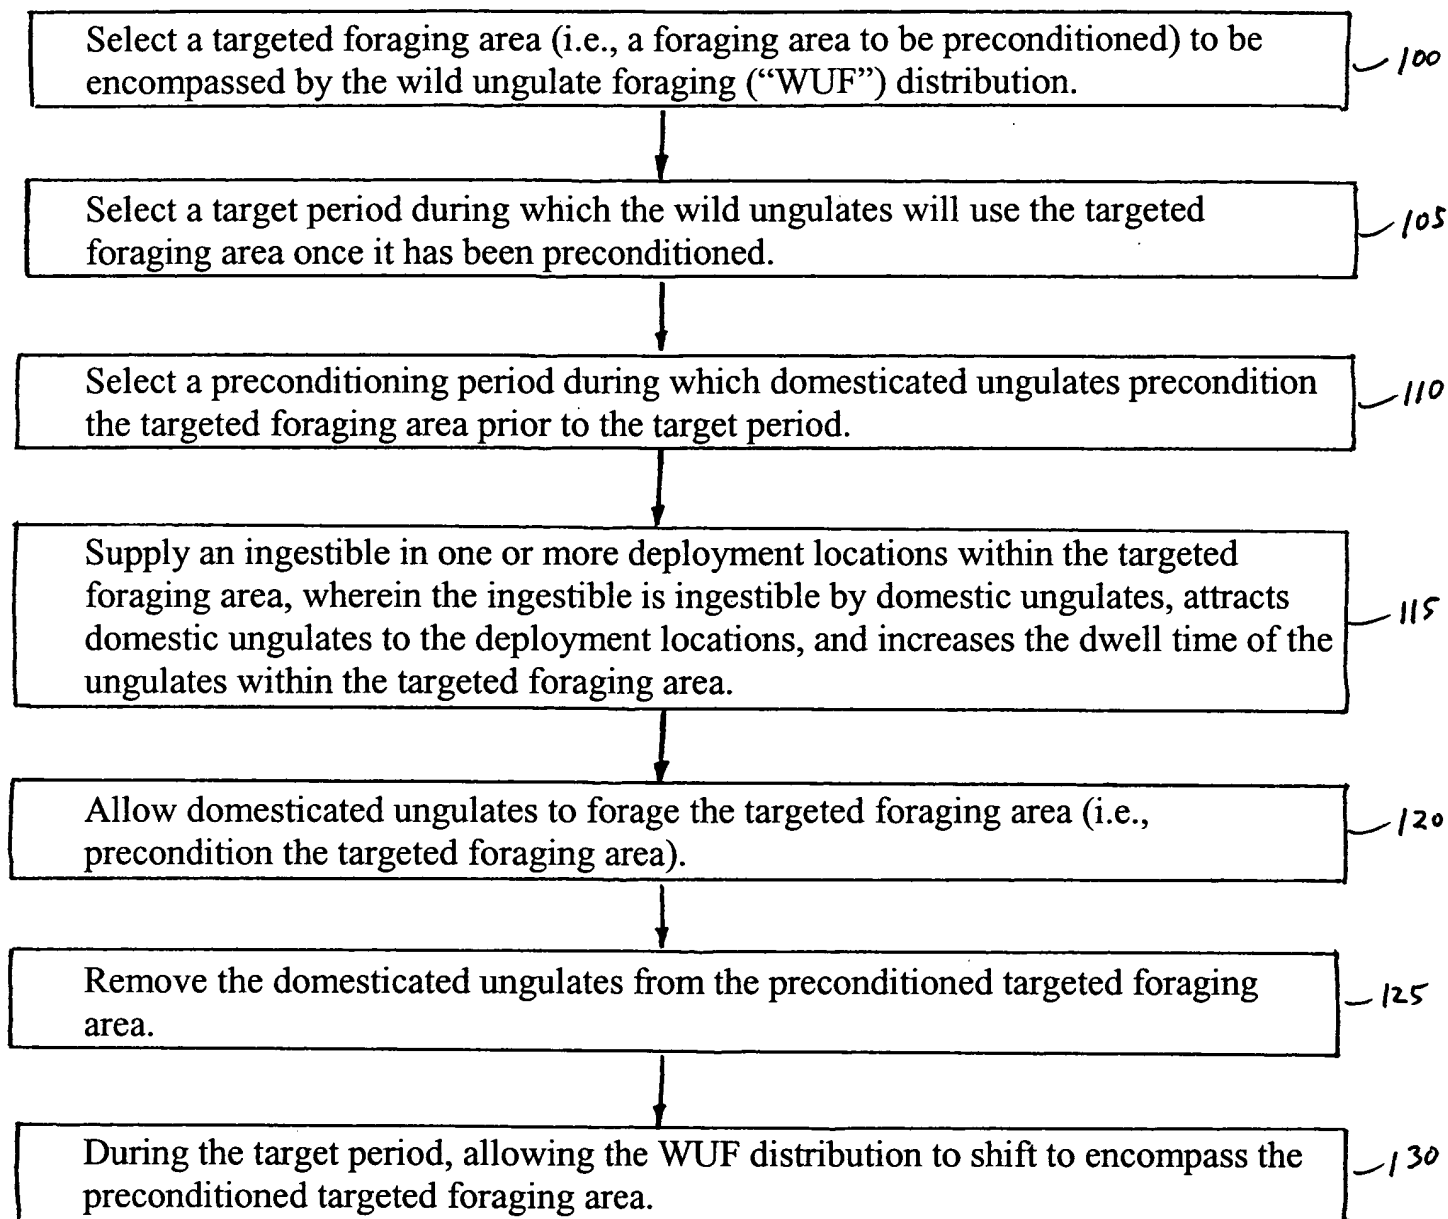 Select a targeted foraging area (i.e., a foraging area to be preconditioned) to be
encompassed by the wild ungulate foraging (“WUF”) distribution.
100
Select a target period during which the wild ungulates will use the targeted
foraging area once it has been preconditioned.
105
Select a preconditioning period during which domesticated ungulates precondition
the targeted foraging area prior to the target period.
110
Supply an ingestible in one or more deployment locations within the targeted
foraging area, wherein the ingestible is ingestible by domestic ungulates, attracts
domestic ungulates to the deployment locations, and increases the dwell time of the
ungulates within the targeted foraging area.
115
Allow domesticated ungulates to forage the targeted foraging area (i.e.,
precondition the targeted foraging area).
120
Remove the domesticated ungulates from the preconditioned targeted foraging
area.
125
During the target period, allowing the WUF distribution to shift to encompass the
preconditioned targeted foraging area.
130